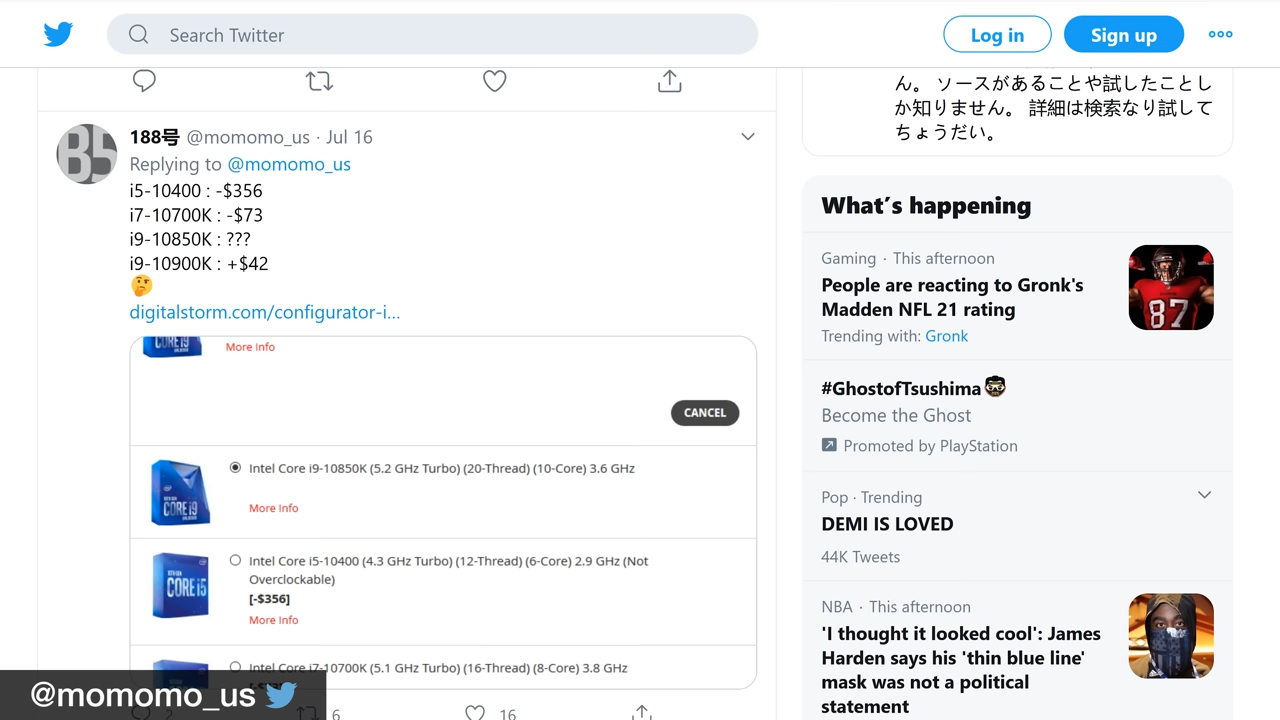 Search Twitter
Log in
Sign up
ん。 ソースがあることや試したことし
か知りません。 詳細は検索なり試して
ちょうだい。
188号 @momomo_us · Jul 16
Replying to @momomo_us
i5-10400 : -$356
i7-10700K : -$73
i9-10850K : ???
i9-10900K : +$42
digitalstorm.com/configurator-i...
CORE i9
More Info
CANCEL
Intel Core i9-10850K (5.2 GHz Turbo) (20-Thread) (10-Core) 3.6 GHz
CORE i9
More Info
Intel Core i5-10400 (4.3 GHz Turbo) (12-Thread) (6-Core) 2.9 GHz (Not
Overclockable)
CORE i5
[-$356]
More Info
Intel Core i7-10700K (5.1 GHz Turbo) (16-Thread) (8-Core) 3.8 GHz
2
6
16
@momomo_us
What's happening
Gaming · This afternoon
People are reacting to Gronk's
Madden NFL 21 rating
Trending with: Gronk
87
#GhostofTsushima
Become the Ghost
Promoted by PlayStation
Pop · Trending
DEMI IS LOVED
44K Tweets
NBA · This afternoon
'I thought it looked cool': James
Harden says his 'thin blue line'
mask was not a political
statement